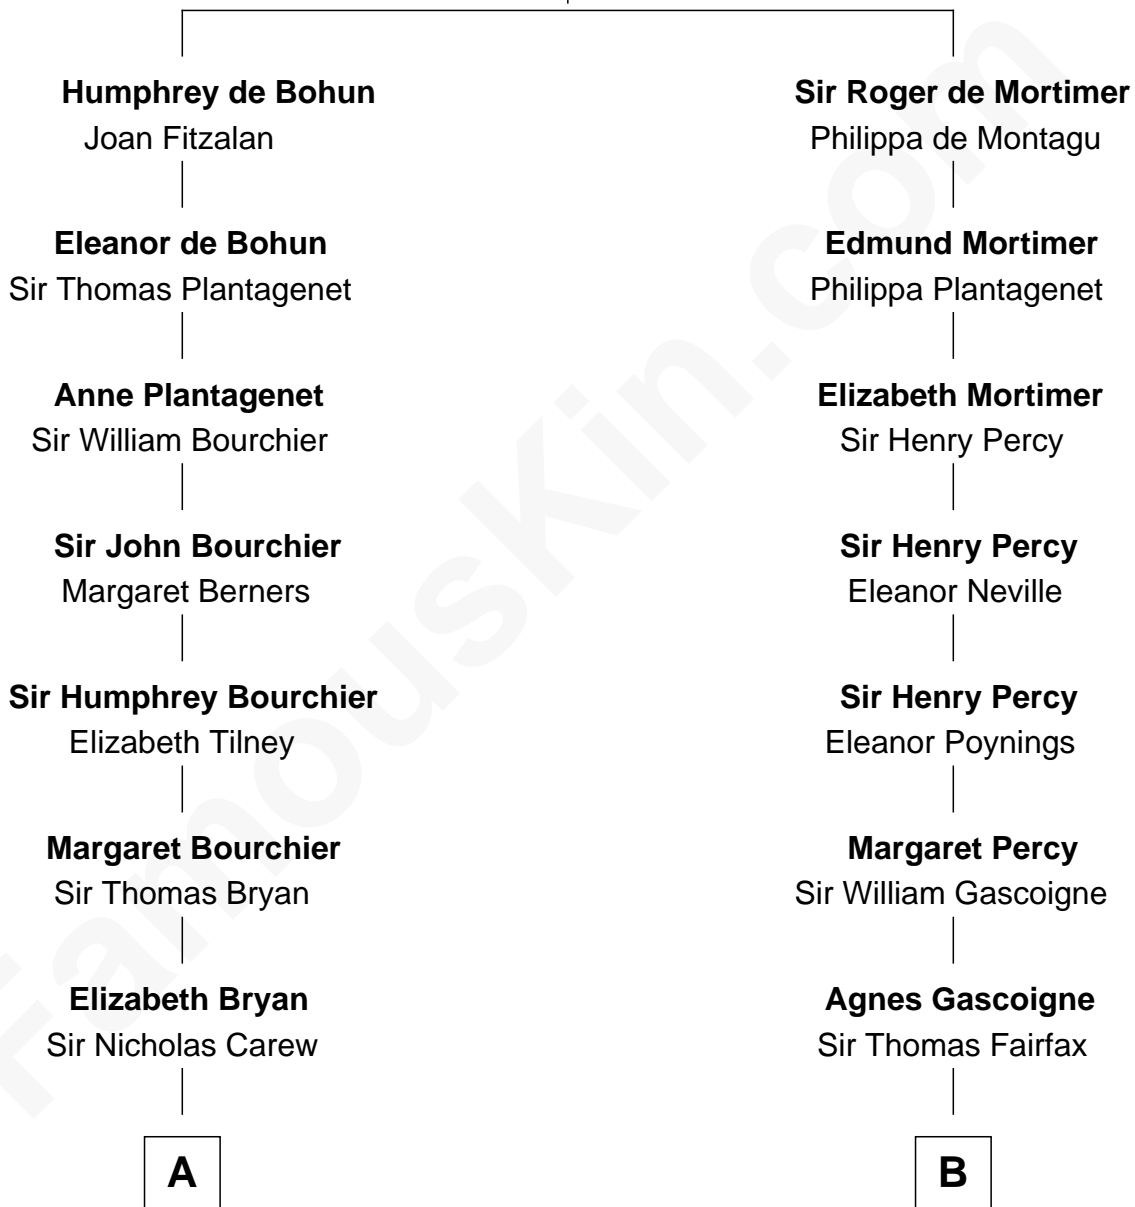 Humphrey de Bohun
Joan Fitzalan
Eleanor de Bohun
Sir Thomas Plantagenet
Anne Plantagenet
Sir William Bourchier
Sir John Bourchier
Margaret Berners
Sir Humphrey Bourchier
Elizabeth Tilney
Margaret Bourchier
Sir Thomas Bryan
Elizabeth Bryan
Sir Nicholas Carew
A
Sir Roger de Mortimer
Philippa de Montagu
Edmund Mortimer
Philippa Plantagenet
Elizabeth Mortimer
Sir Henry Percy
Sir Henry Percy
Eleanor Neville
Sir Henry Percy
Eleanor Poynings
Margaret Percy
Sir William Gascoigne
Agnes Gascoigne
Sir Thomas Fairfax
B
FamousKin.com